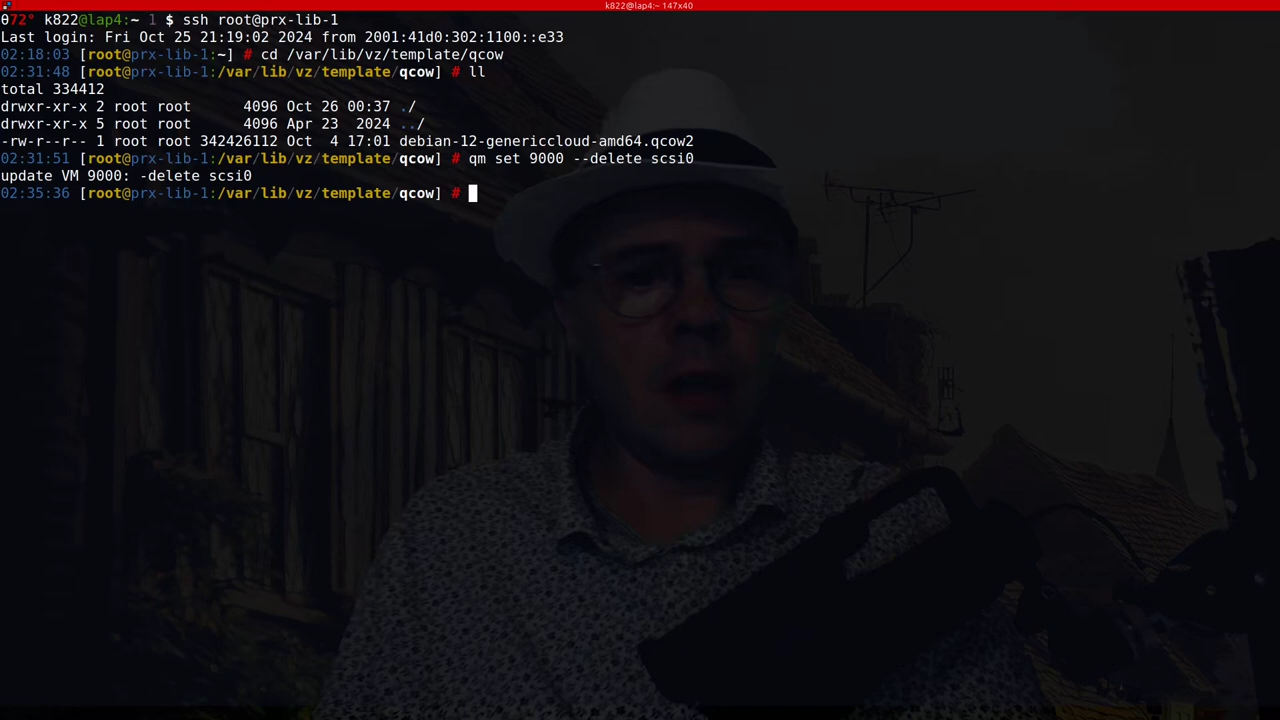 k822@lap4:~ 147x40
θ72° k822@lap4:~ 1 $ ssh root@prx-lib-1
Last login: Fri Oct 25 21:19:02 2024 from 2001:41d0:302:1100::e33
02:18:03 [root@prx-lib-1:~] # cd /var/lib/vz/template/qcow
02:31:48 [root@prx-lib-1:/var/lib/vz/template/qcow] # ll
total 334412
drwxr-xr-x 2 root root      4096 Oct 26 00:37 ./
drwxr-xr-x 5 root root      4096 Apr 23  2024 ../
-rw-r--r-- 1 root root 342426112 Oct  4 17:01 debian-12-genericcloud-amd64.qcow2
02:31:51 [root@prx-lib-1:/var/lib/vz/template/qcow] # qm set 9000 --delete scsi0
update VM 9000: -delete scsi0
02:35:36 [root@prx-lib-1:/var/lib/vz/template/qcow] #